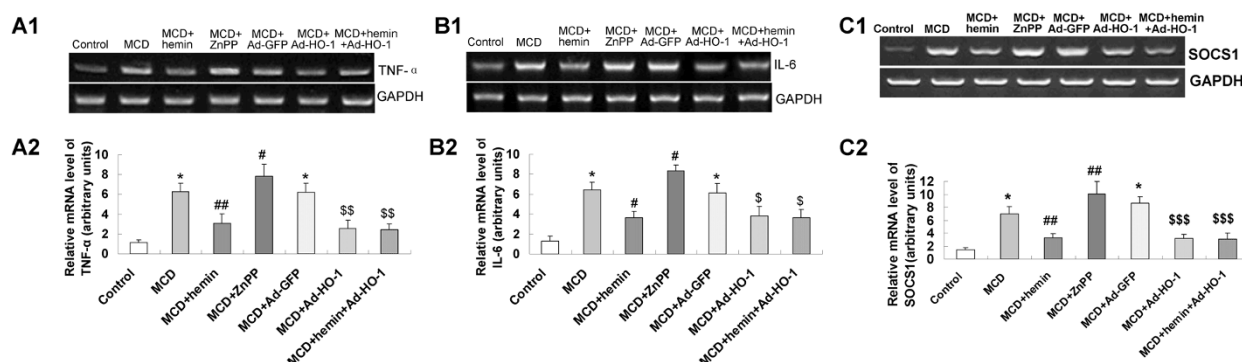 A1
Control MCD MCD+ hemin MCD+ ZnPP MCD+ Ad-GFP MCD+ Ad-HO-1 MCD+hemin +Ad-HO-1
TNF-α
GAPDH
B1
Control MCD MCD+ hemin MCD+ ZnPP MCD+ Ad-GFP MCD+ Ad-HO-1 MCD+hemin +Ad-HO-1
IL-6
GAPDH
C1
Control MCD MCD+ hemin MCD+ ZnPP MCD+ Ad-GFP MCD+ Ad-HO-1 MCD+hemin +Ad-HO-1
SOCS1
GAPDH
A2
Relative mRNA level of
TNF-α (arbitrary units)
10
8
6
4
2
0
* ## # * $$ $$
Control MCD MCD+hemin MCD+ZnPP MCD+Ad-GFP MCD+Ad-HO-1 MCD+hemin+Ad-HO-1
B2
Relative mRNA level of
IL-6 (arbitrary units)
10
8
6
4
2
0
* # # * $ $
Control MCD MCD+hemin MCD+ZnPP MCD+Ad-GFP MCD+Ad-HO-1 MCD+hemin+Ad-HO-1
C2
Relative mRNA level of
SOCS1(arbitrary units)
12
10
8
6
4
2
0
* ## ## * $$$ $$$
Control MCD MCD+hemin MCD+ZnPP MCD+Ad-GFP MCD+Ad-HO-1 MCD+hemin+Ad-HO-1